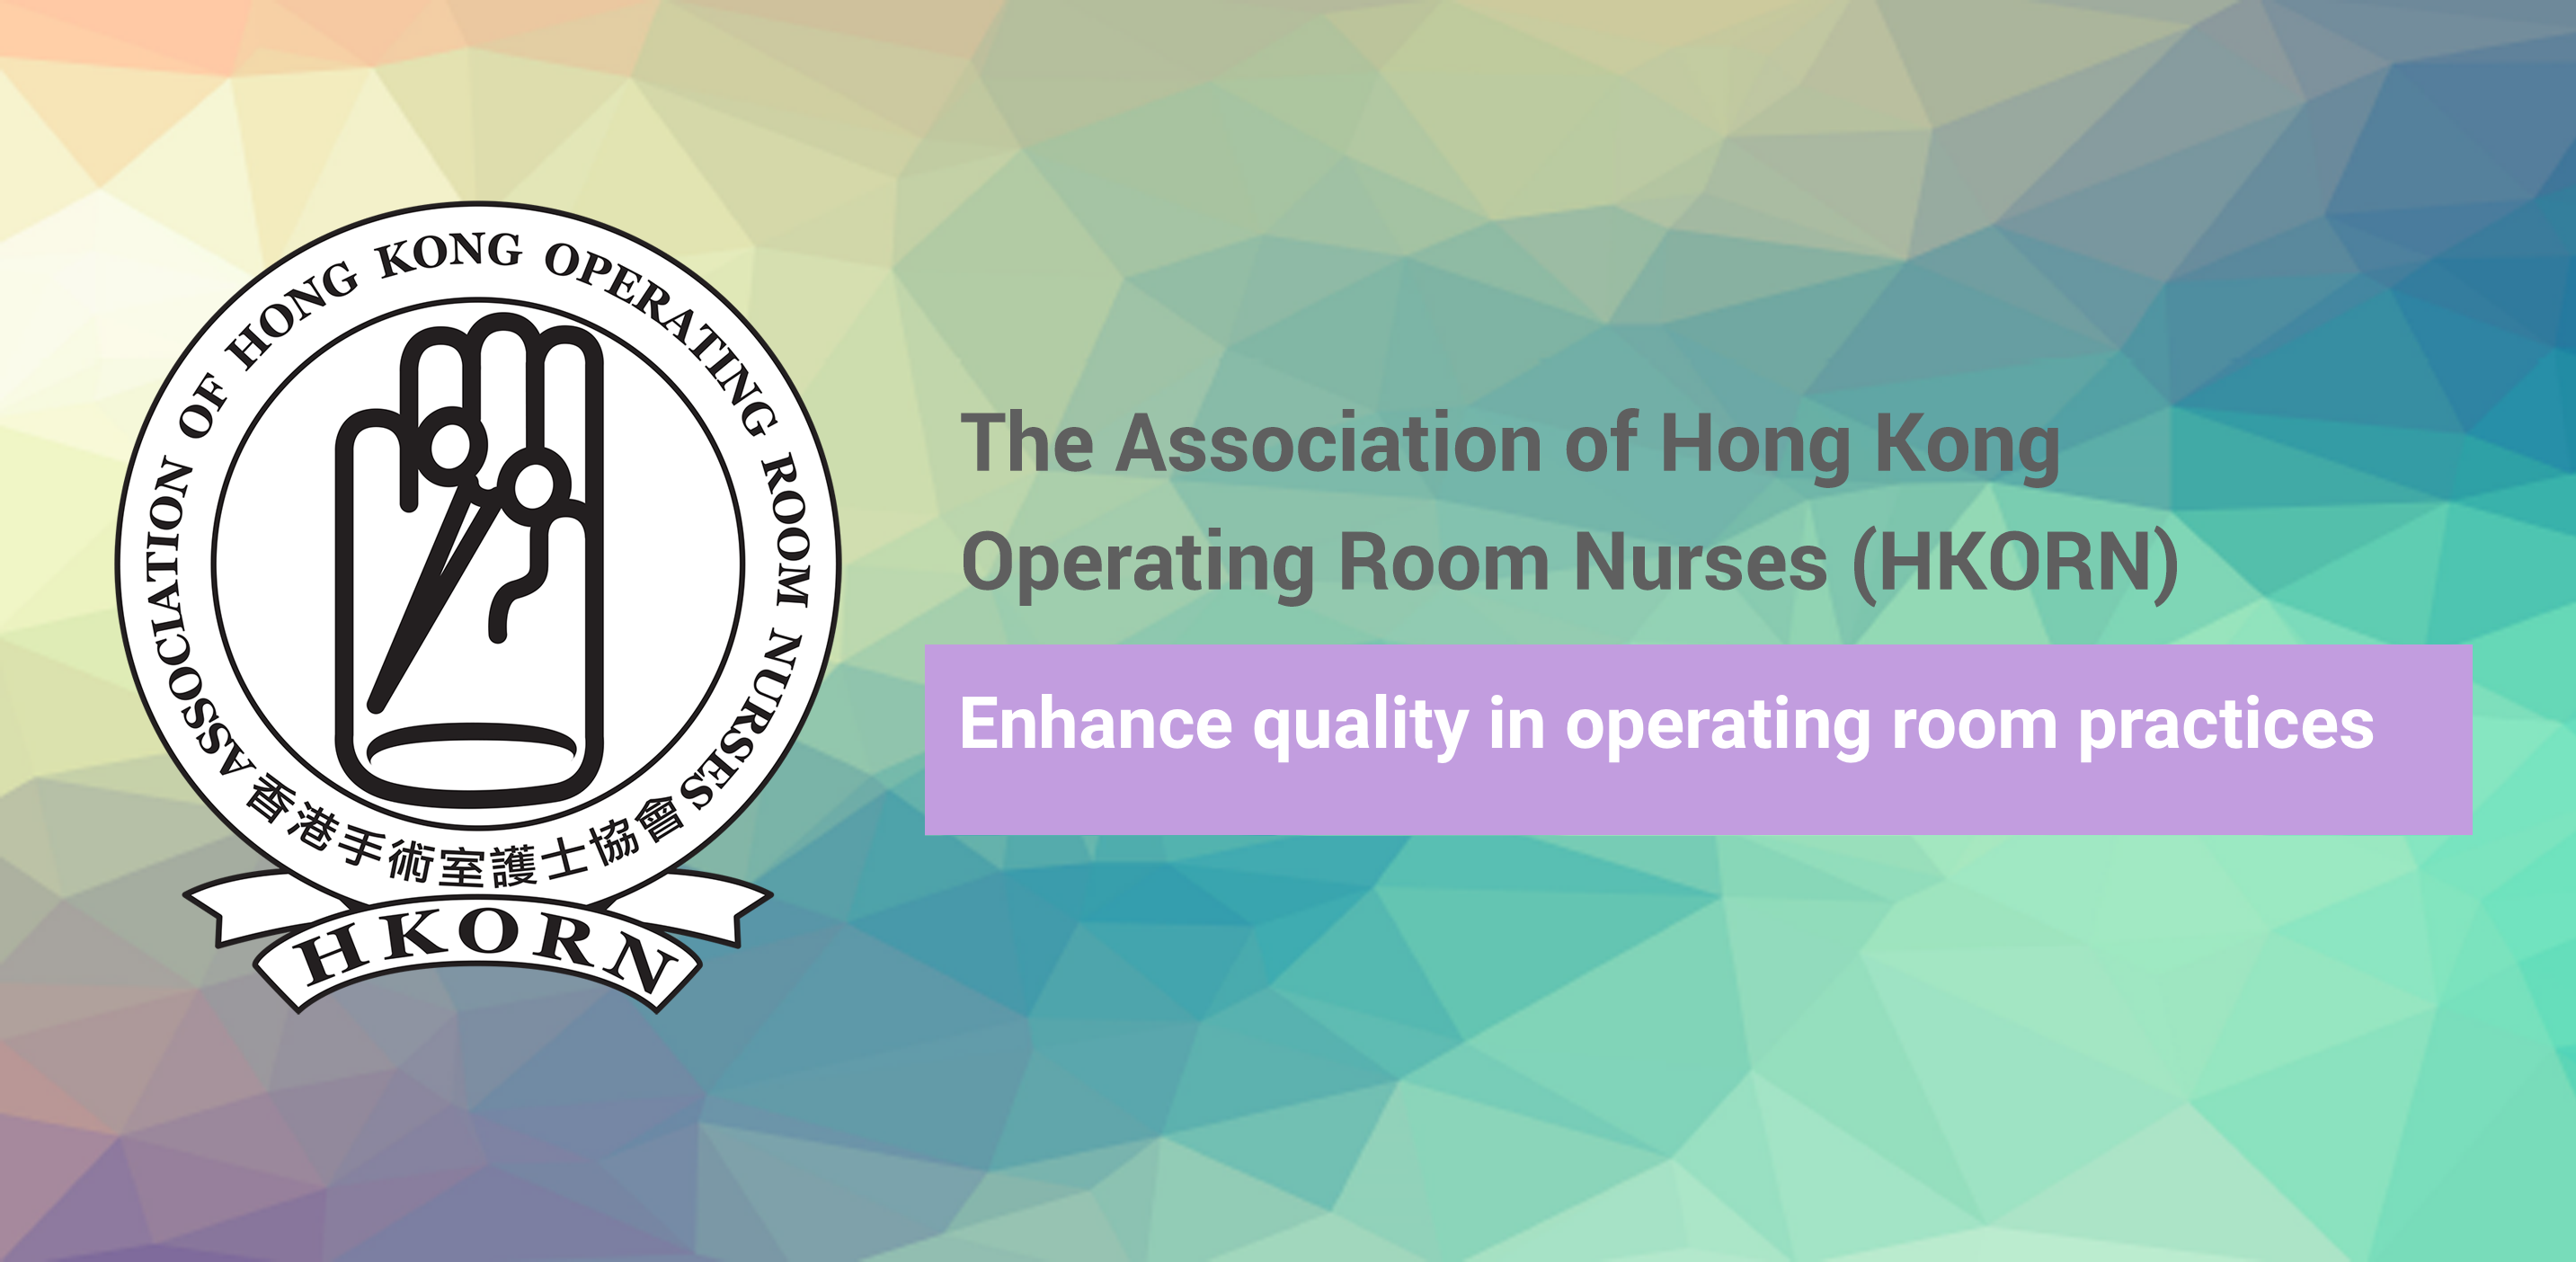 ASSOCIATION OF HONG KONG OPERATING ROOM NURSES
香港手術室護士協會
HKORN
The Association of Hong Kong
Operating Room Nurses (HKORN)
Enhance quality in operating room practices